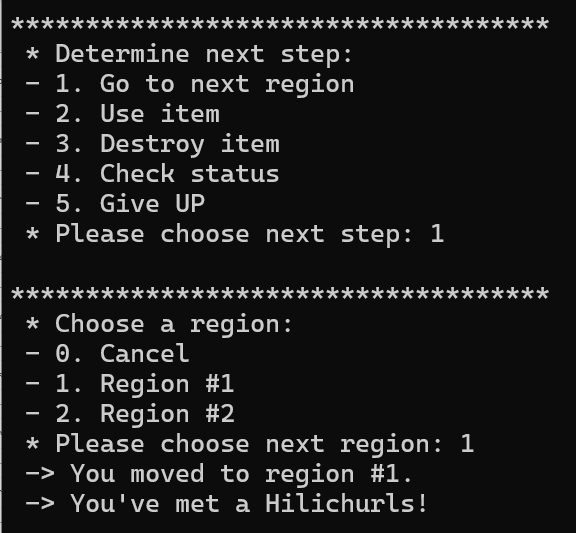 ************************************
* Determine next step:
- 1. Go to next region
- 2. Use item
- 3. Destroy item
- 4. Check status
- 5. Give UP
* Please choose next step: 1
************************************
* Choose a region:
- 0. Cancel
- 1. Region #1
- 2. Region #2
* Please choose next region: 1
-> You moved to region #1.
-> You've met a Hilichurls!